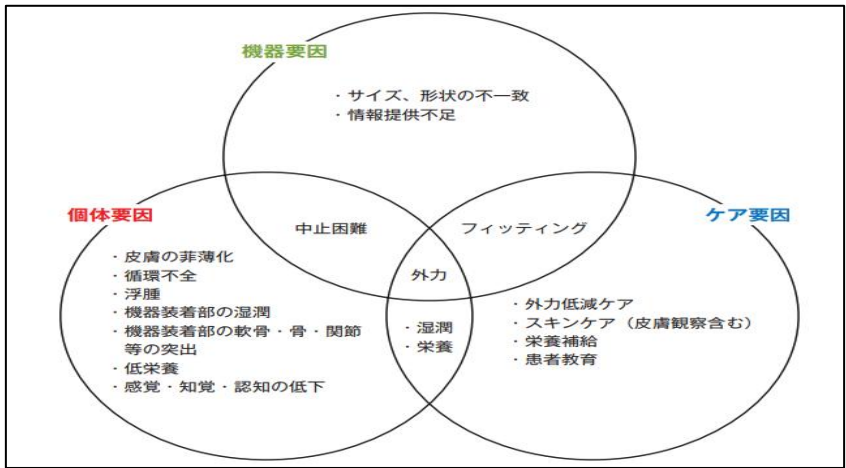 機器要因
・サイズ、形状の不一致
・情報提供不足
個体要因
ケア要因
中止困難
フィッティング
外力
・皮膚の菲薄化
・循環不全
・浮腫
・機器装着部の湿潤
・機器装着部の軟骨・骨・関節
等の突出
・低栄養
・感覚・知覚・認知の低下
・湿潤
・栄養
・外力低減ケア
・スキンケア（皮膚観察含む）
・栄養補給
・患者教育